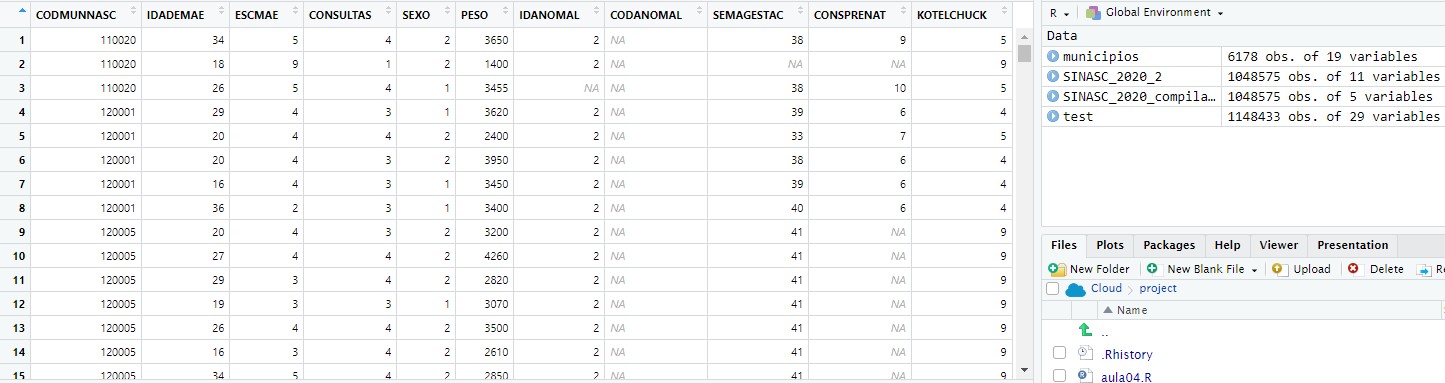 CODMUNNASC IDADEMAE ESCMAE CONSULTAS SEXO PESO IDANOMAL CODANOMAL SEMAGESTAC CONSPRENAT KOTELCHUCK
1 110020 34 5 4 2 3650 2 NA 38 9 5
2 110020 18 9 1 2 1400 2 NA NA NA 9
3 110020 26 5 4 1 3455 NA NA 38 10 5
4 120001 29 4 3 1 3620 2 NA 39 6 4
5 120001 20 4 4 2 2400 2 NA 33 7 5
6 120001 20 4 3 2 3950 2 NA 38 6 4
7 120001 16 4 3 1 3450 2 NA 39 6 4
8 120001 36 2 3 1 3400 2 NA 40 6 4
9 120005 20 4 3 2 3200 2 NA 41 NA 9
10 120005 27 4 4 2 4260 2 NA 41 NA 9
11 120005 29 3 4 2 2820 2 NA 41 NA 9
12 120005 19 3 3 1 3070 2 NA 41 NA 9
13 120005 26 4 4 2 3500 2 NA 41 NA 9
14 120005 16 3 4 2 2610 2 NA 41 NA 9
15 120005 34 5 4 2 2850 2 NA 41 NA 9
R Global Environment
Data
municipios 6178 obs. of 19 variables
SINASC_2020_2 1048575 obs. of 11 variables
SINASC_2020_compila… 1048575 obs. of 5 variables
test 1148433 obs. of 29 variables
Files Plots Packages Help Viewer Presentation
New Folder New Blank File Upload Delete R
Cloud project
Name
..
.Rhistory
aula04.R